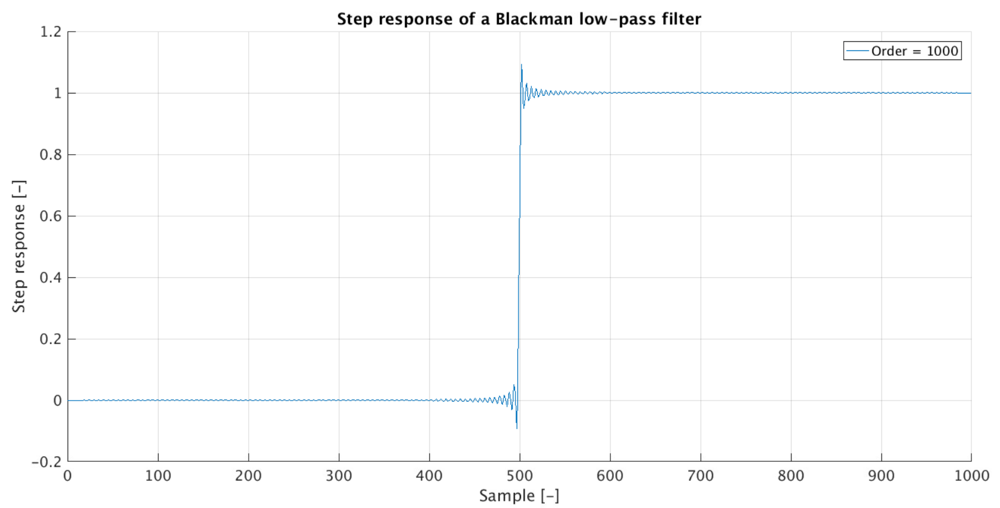 Step response of a Blackman low-pass filter
Order = 1000
1.2
1
0.8
0.6
0.4
0.2
0
-0.2
Step response [-]
0 100 200 300 400 500 600 700 800 900 1000
Sample [-]